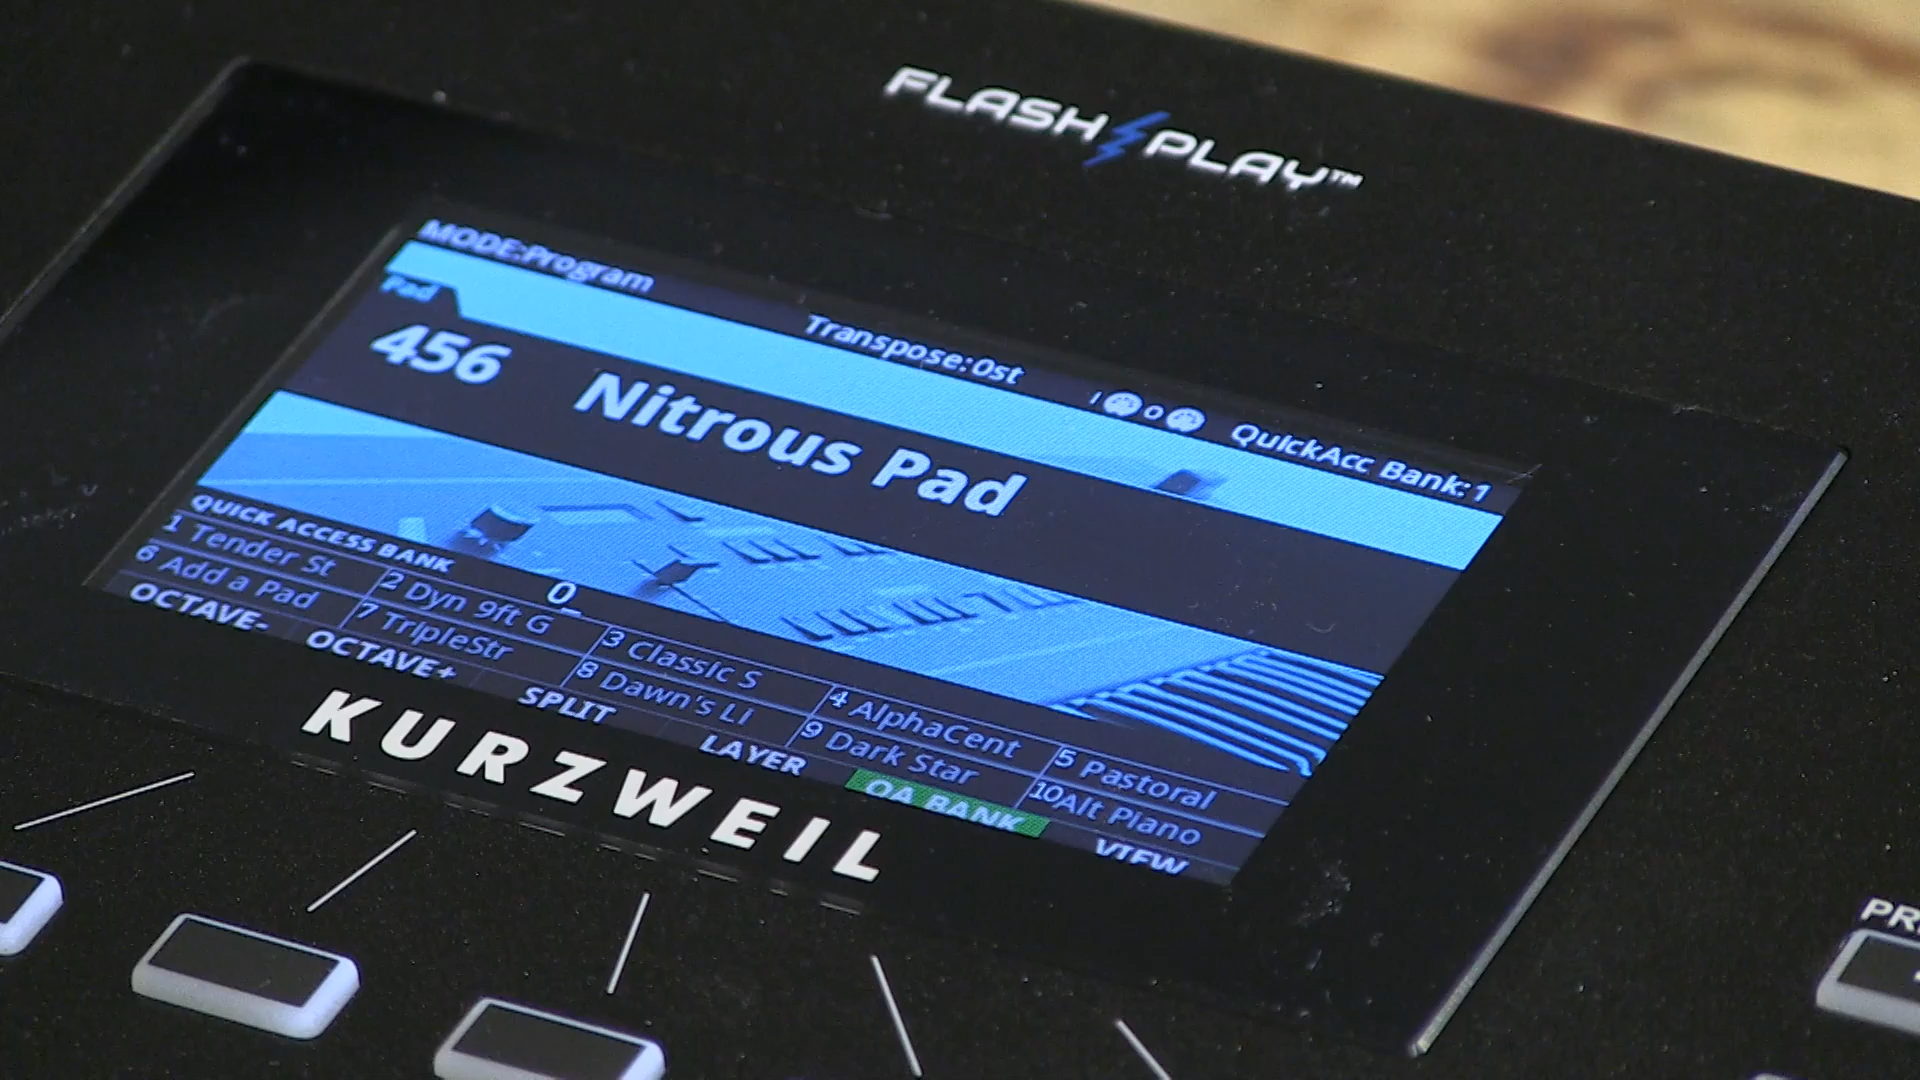 FLASH PLAY™
MODE:Program
Transpose:0st
I O
QuickAcc Bank:1
Pad
456 Nitrous Pad
QUICK ACCESS BANK
0_
1 Tender St 2 Dyn 9ft G 3 Classic S 4 AlphaCent 5 Pastoral
6 Add a Pad 7 TripleStr 8 Dawn's Li 9 Dark Star 10Alt Piano
OCTAVE- OCTAVE+ SPLIT LAYER QA BANK VIEW
KURZWEIL